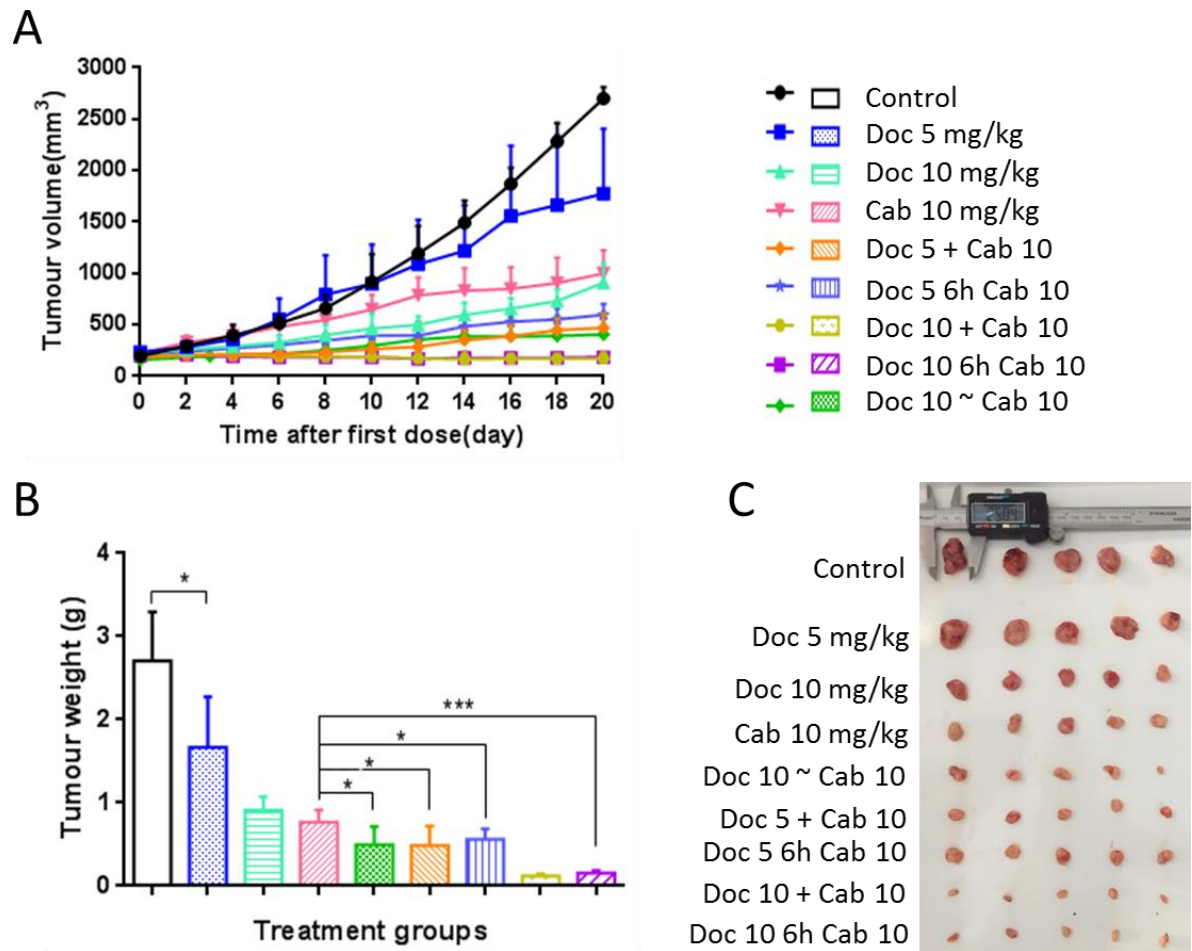 A
3000
2500
2000
1500
1000
500
0
Tumour volume(mm3)
0 2 4 6 8 10 12 14 16 18 20
Time after first dose(day)
Control
Doc 5 mg/kg
Doc 10 mg/kg
Cab 10 mg/kg
Doc 5 + Cab 10
Doc 5 6h Cab 10
Doc 10 + Cab 10
Doc 10 6h Cab 10
Doc 10 ~ Cab 10
B
4
3
2
1
0
Tumour weight (g)
*
***
*
*
*
Treatment groups
C
Control
Doc 5 mg/kg
Doc 10 mg/kg
Cab 10 mg/kg
Doc 10 ~ Cab 10
Doc 5 + Cab 10
Doc 5 6h Cab 10
Doc 10 + Cab 10
Doc 10 6h Cab 10